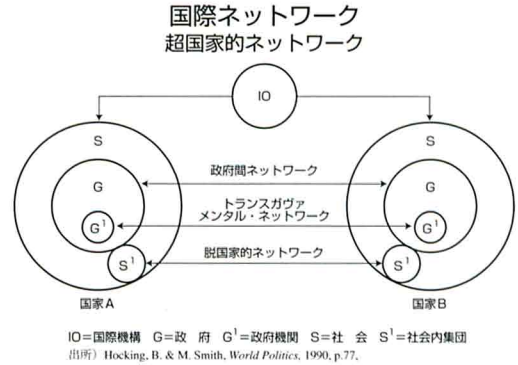 国際ネットワーク
超国家的ネットワーク
IO
S
S
政府間ネットワーク
G
G
トランスガヴァ
メンタル・ネットワーク
G¹
G¹
脱国家的ネットワーク
S¹
S¹
国家A
国家B
IO=国際機構 G=政 府 G¹=政府機関 S=社 会 S¹=社会内集団
出所）Hocking, B. & M. Smith, World Politics, 1990, p.77,